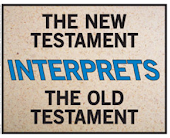 THE NEW
TESTAMENT
INTERPRETS
THE OLD
TESTAMENT